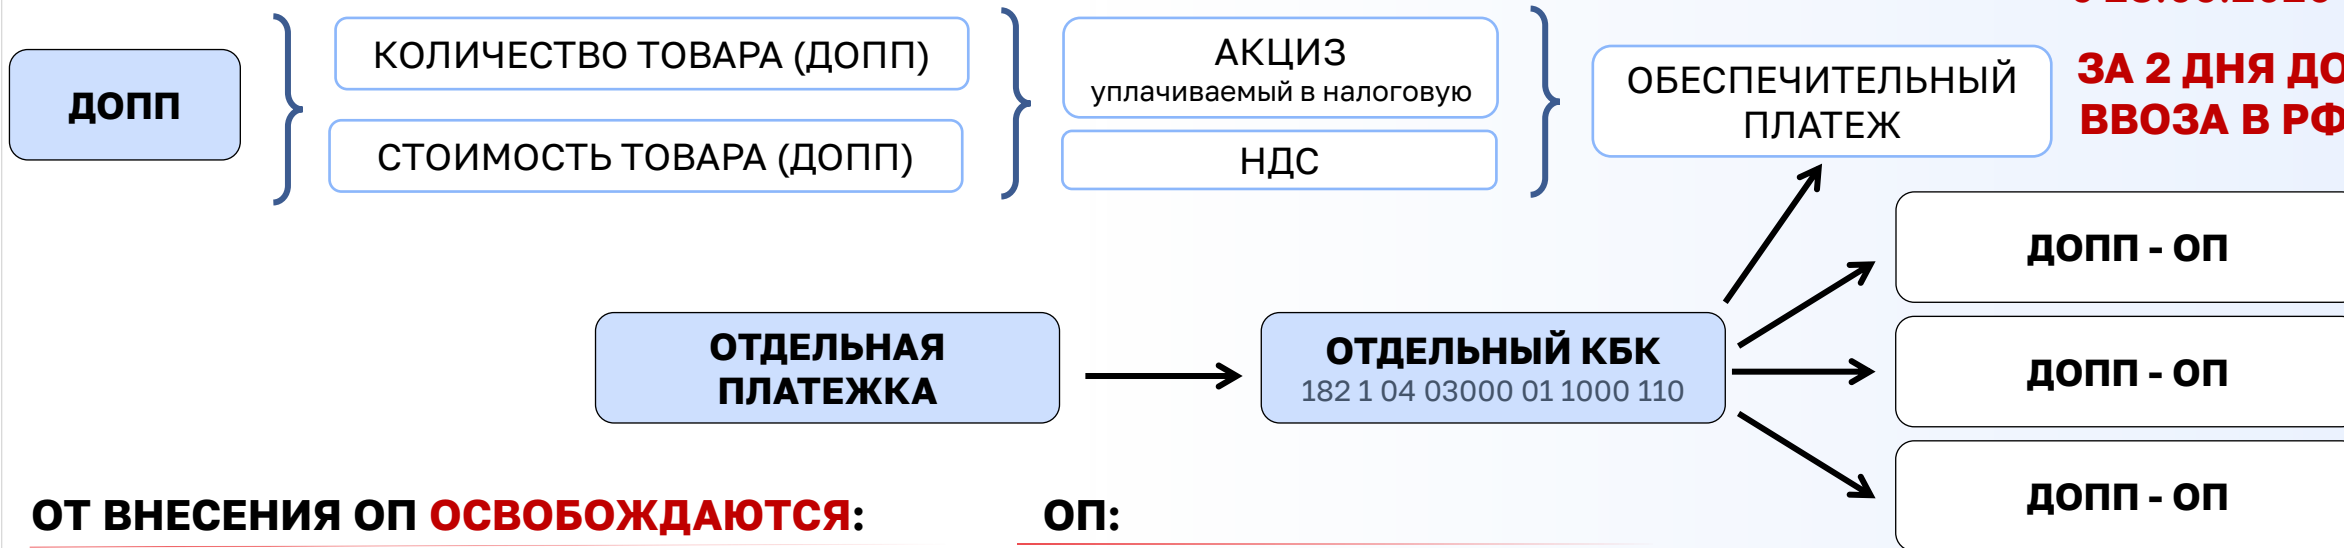 ДОПП
КОЛИЧЕСТВО ТОВАРА (ДОПП)
СТОИМОСТЬ ТОВАРА (ДОПП)
АКЦИЗ
уплачиваемый в налоговую
НДС
ОБЕСПЕЧИТЕЛЬНЫЙ
ПЛАТЕЖ
ЗА 2 ДНЯ ДО
ВВОЗА В РФ
ДОПП - ОП
ОТДЕЛЬНАЯ
ПЛАТЕЖКА
ОТДЕЛЬНЫЙ КБК
182 1 04 03000 01 1000 110
ДОПП - ОП
ДОПП - ОП
ОТ ВНЕСЕНИЯ ОП ОСВОБОЖДАЮТСЯ:
ОП: